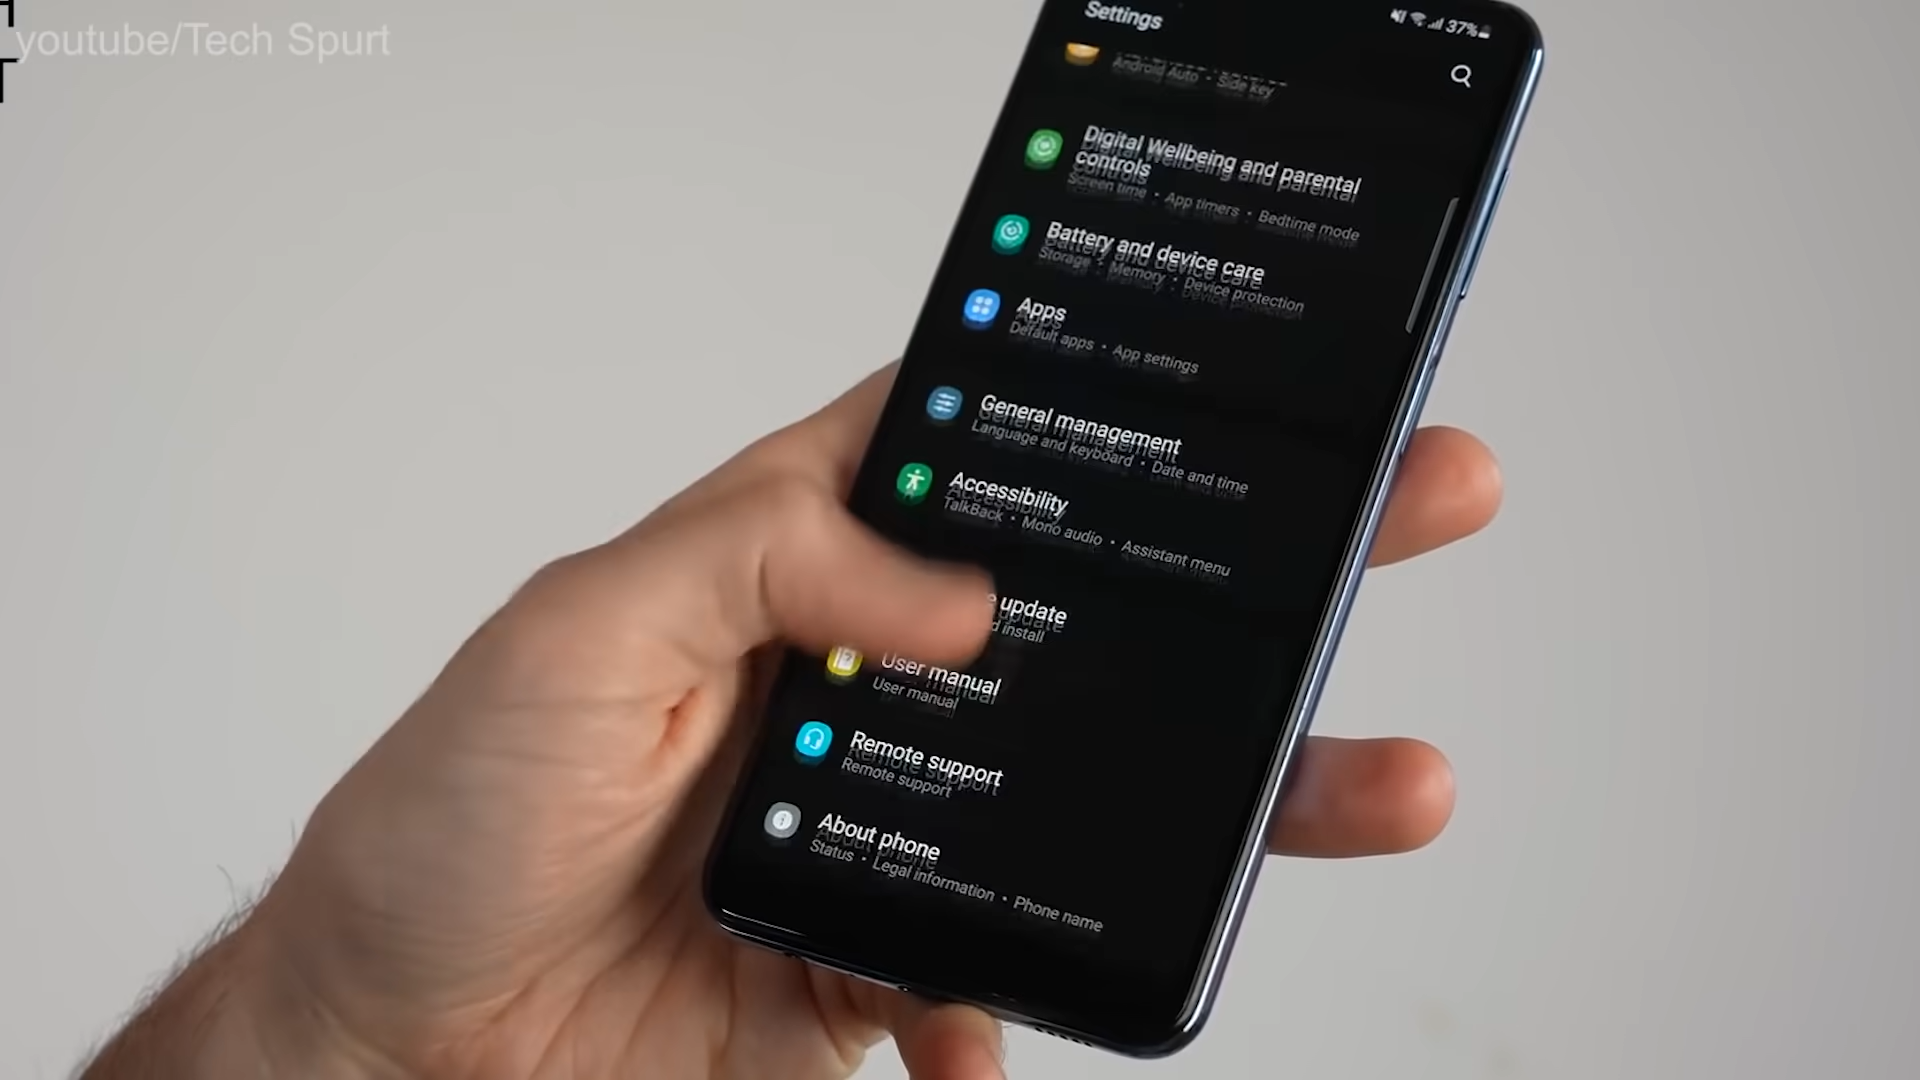 youtube/Tech Spurt
T
Settings
37%
Android Auto • Side key
Digital Wellbeing and parental
controls
Screen time • App timers • Bedtime mode
Battery and device care
Storage • Memory • Device protection
Apps
Default apps • App settings
General management
Language and keyboard • Date and time
Accessibility
TalkBack • Mono audio • Assistant menu
update
install
User manual
User manual
Remote support
Remote support
About phone
Status • Legal information • Phone name